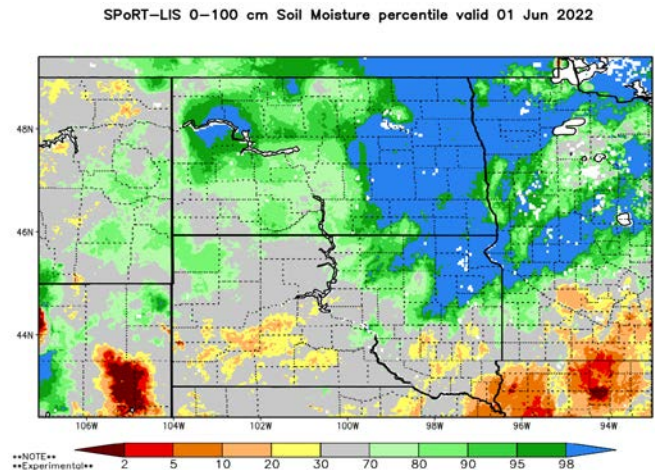 SPoRT-LIS 0-100 cm Soil Moisture percentile valid 01 Jun 2022
48N
46N
44N
106W 104W 102W 100W 98W 96W 94W
**NOTE**
**Experimental**
2 5 10 20 30 70 80 90 95 98